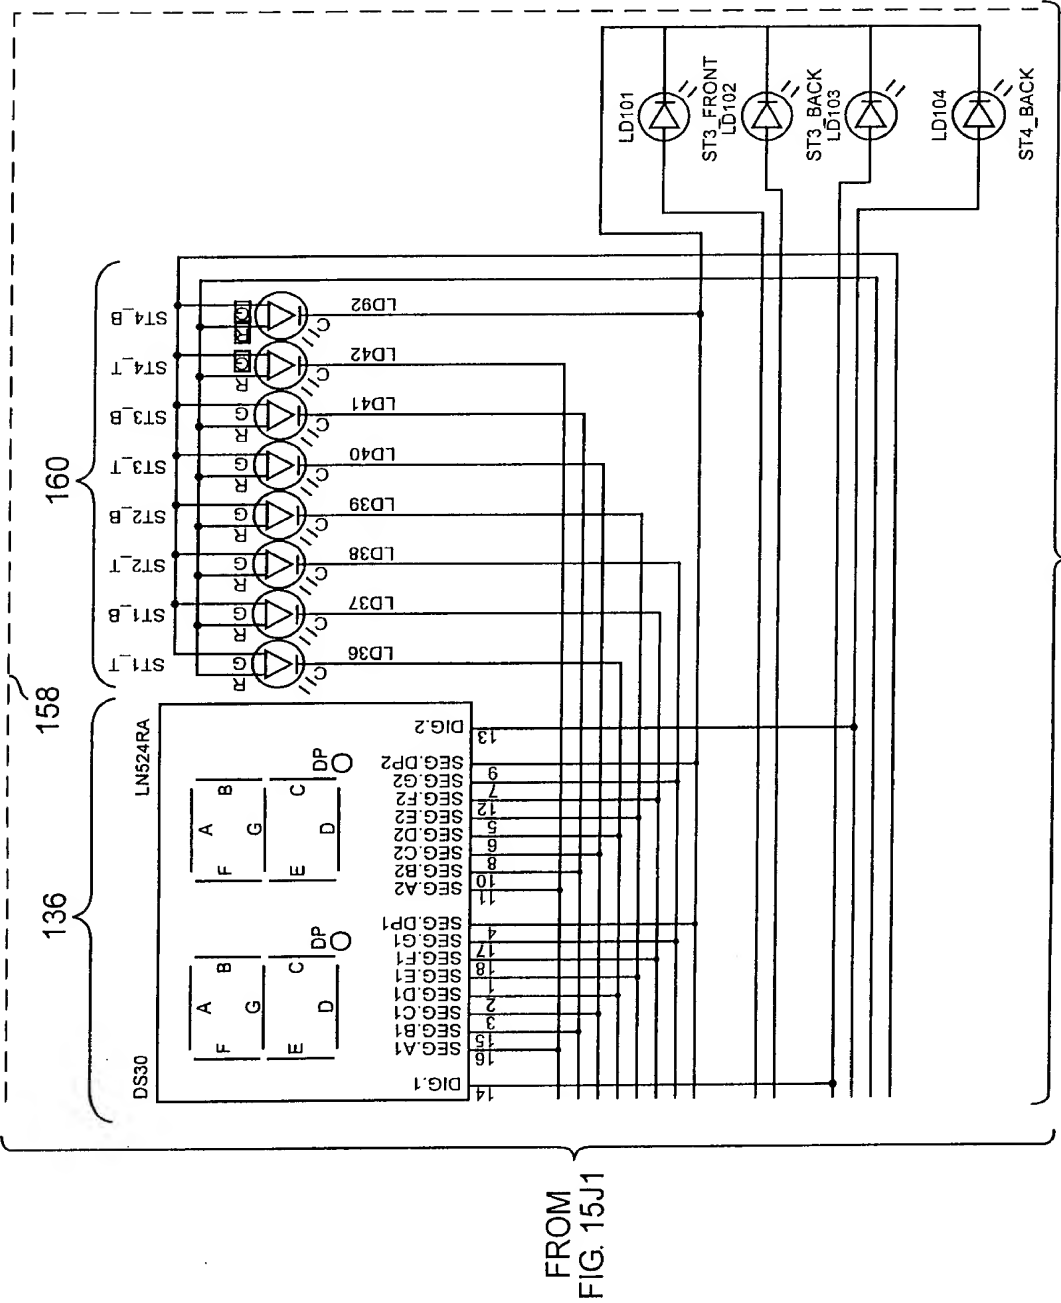 158
160
136
ST4_B
ST4_T
ST3_B
ST3_T
ST2_B
ST2_T
ST1_B
ST1_T
R G C LD92
R G C LD42
R G C LD41
R G C LD40
R G C LD39
R G C LD38
R G C LD37
R G C LD36
LD101
ST3_FRONT
LD102
ST3_BACK
LD103
LD104
ST4_BACK
DS30
LN524RA
A
B
C
D
E
F
G
DP
A
B
C
D
E
F
G
DP
DIG.2 13
SEG.DP2 9
SEG.G2 7
SEG.F2 12
SEG.E2 5
SEG.D2 6
SEG.C2 8
SEG.B2 10
SEG.A2 11
SEG.DP1 4
SEG.G1 17
SEG.F1 18
SEG.E1 1
SEG.D1 2
SEG.C1 3
SEG.B1 15
SEG.A1 16
DIG.1 14
FROM
FIG. 15J1